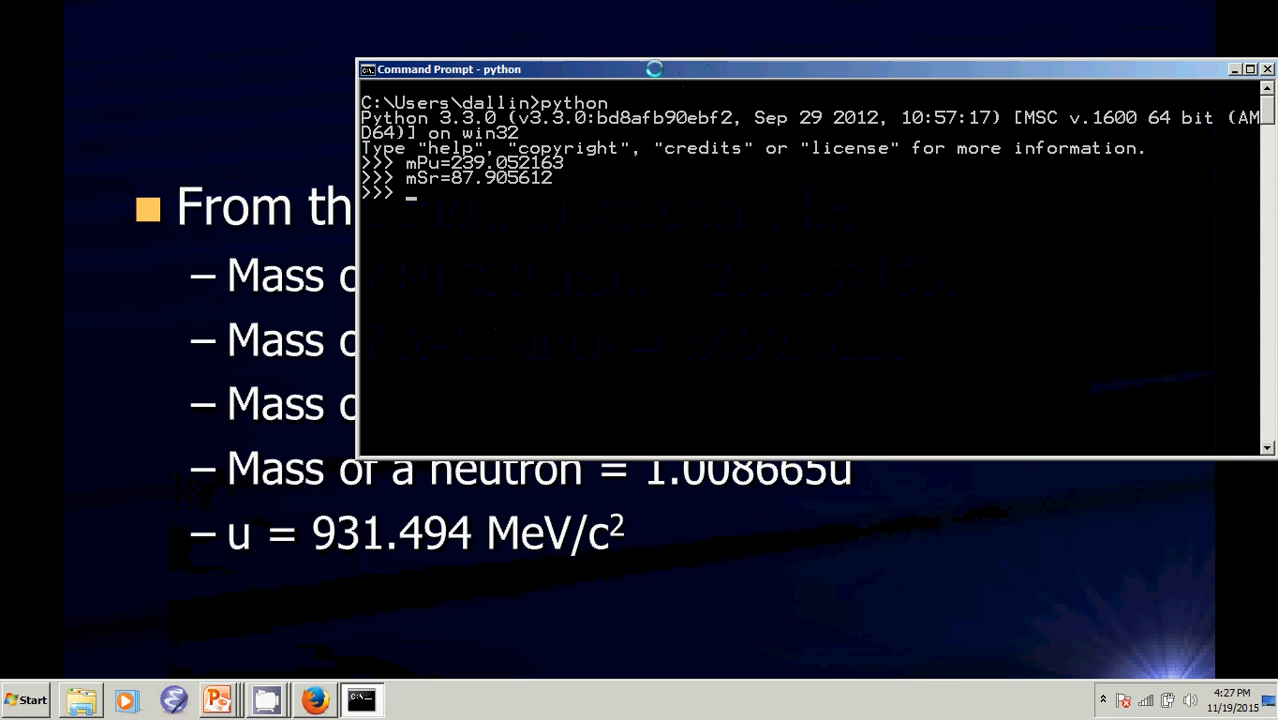 Command Prompt - python
C:\Users\dallin>python
Python 3.3.0 (v3.3.0:bd8afb90ebf2, Sep 29 2012, 10:57:17) [MSC v.1600 64 bit (AM
D64)] on win32
Type "help", "copyright", "credits" or "license" for more information.
>>> mPu=239.052163
>>> mSr=87.905612
>>> _
From th
– Mass o
– Mass o
– Mass o
– Mass of a neutron = 1.008665u
– u = 931.494 MeV/c²
Start
4:27 PM
11/19/2015